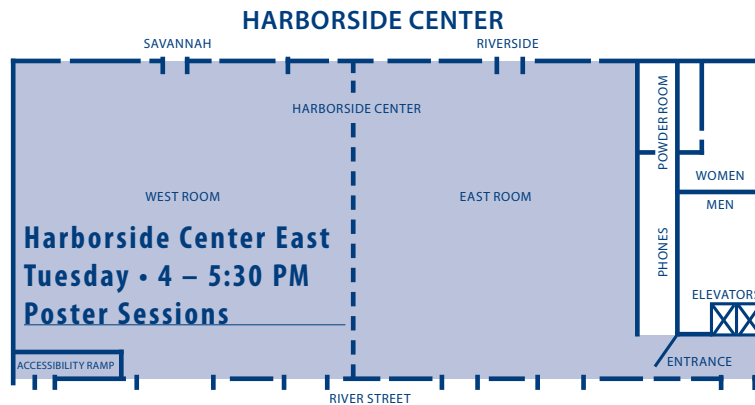 HARBORSIDE CENTER
SAVANNAH
RIVERSIDE
HARBORSIDE CENTER
POWDER ROOM
WOMEN
WEST ROOM
EAST ROOM
MEN
Harborside Center East
Tuesday • 4 – 5:30 PM
Poster Sessions
PHONES
ELEVATORS
ACCESSIBILITY RAMP
ENTRANCE
RIVER STREET